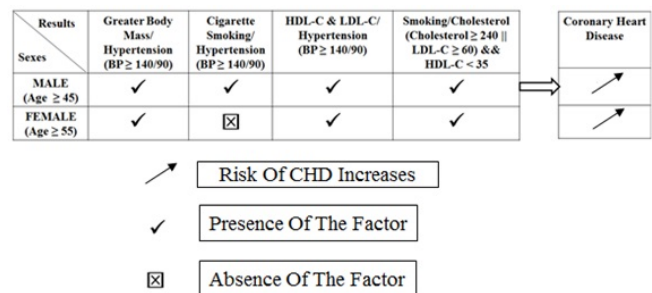 Results
Sexes
Greater Body
Mass/
Hypertension
(BP≥ 140/90)
Cigarette
Smoking/
Hypertension
(BP≥ 140/90)
HDL-C & LDL-C/
Hypertension
(BP≥ 140/90)
Smoking/Cholesterol
(Cholesterol≥ 240 ||
LDL-C ≥ 60) &&
HDL-C < 35
Coronary Heart
Disease
MALE
(Age ≥ 45)
FEMALE
(Age ≥ 55)
Risk Of CHD Increases
Presence Of The Factor
Absence Of The Factor